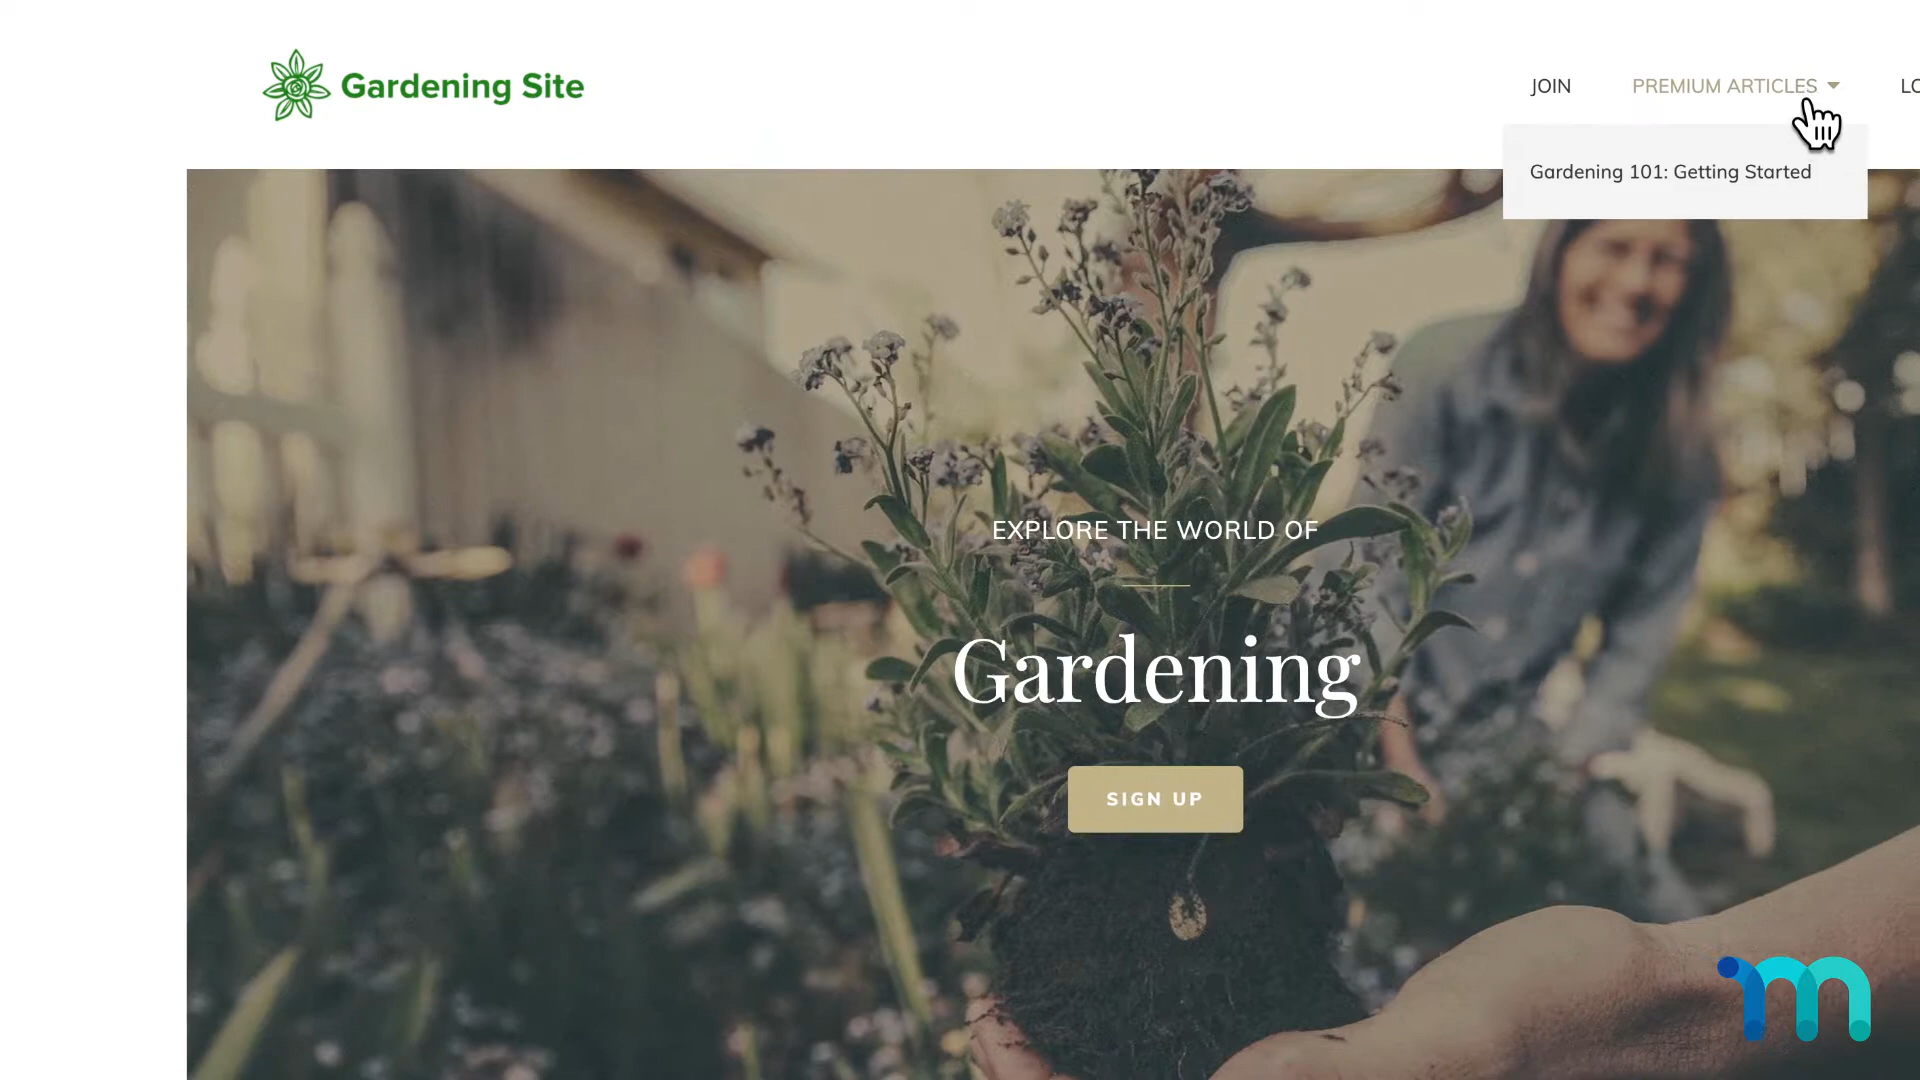 Gardening Site
JOIN
PREMIUM ARTICLES
Gardening 101: Getting Started
EXPLORE THE WORLD OF
Gardening
SIGN UP